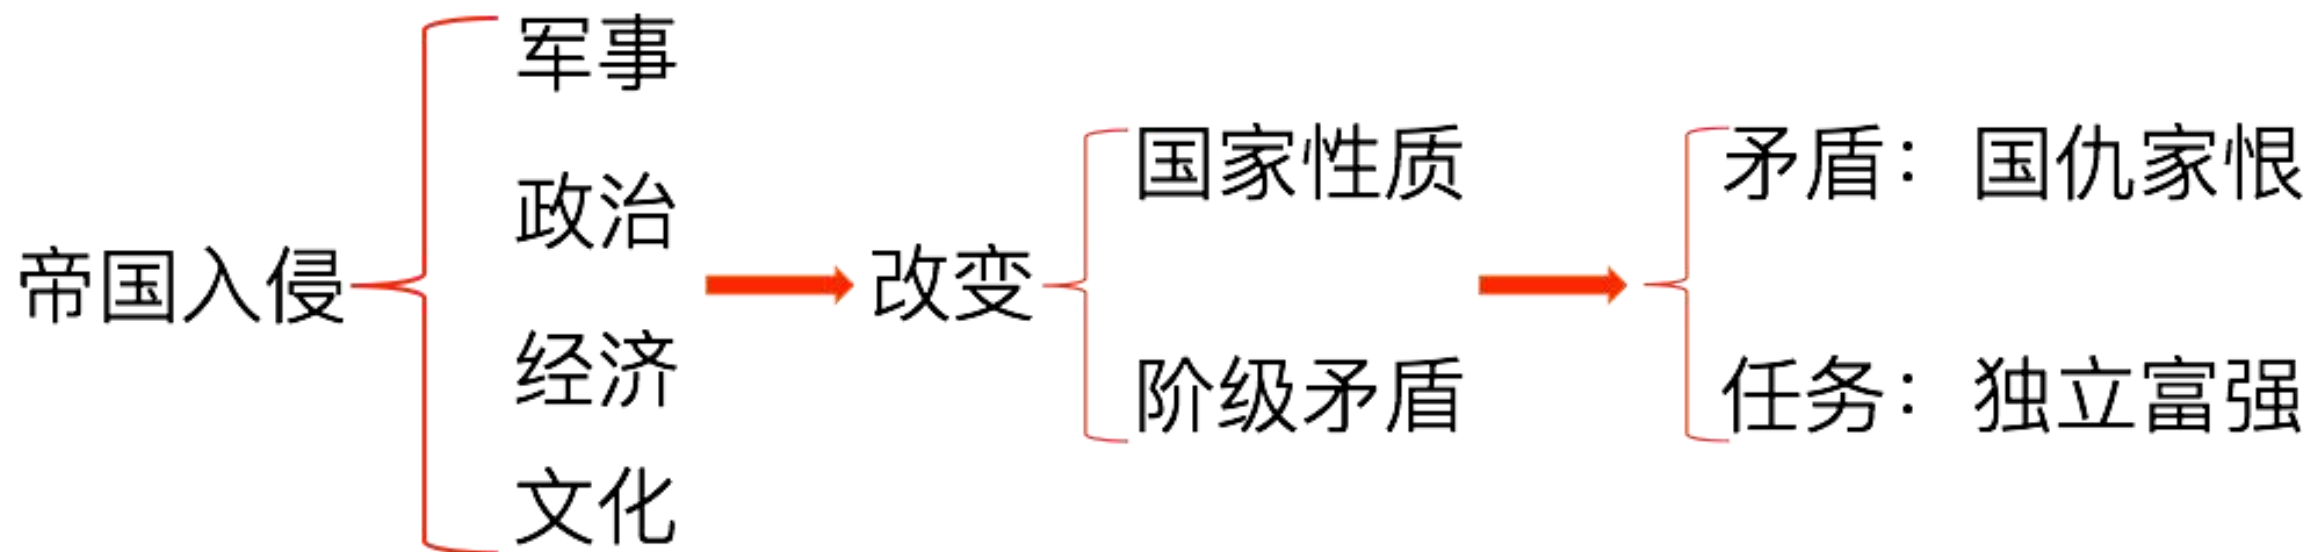 帝国入侵
军事
政治
经济
文化
改变
国家性质
阶级矛盾
矛盾：国仇家恨
任务：独立富强